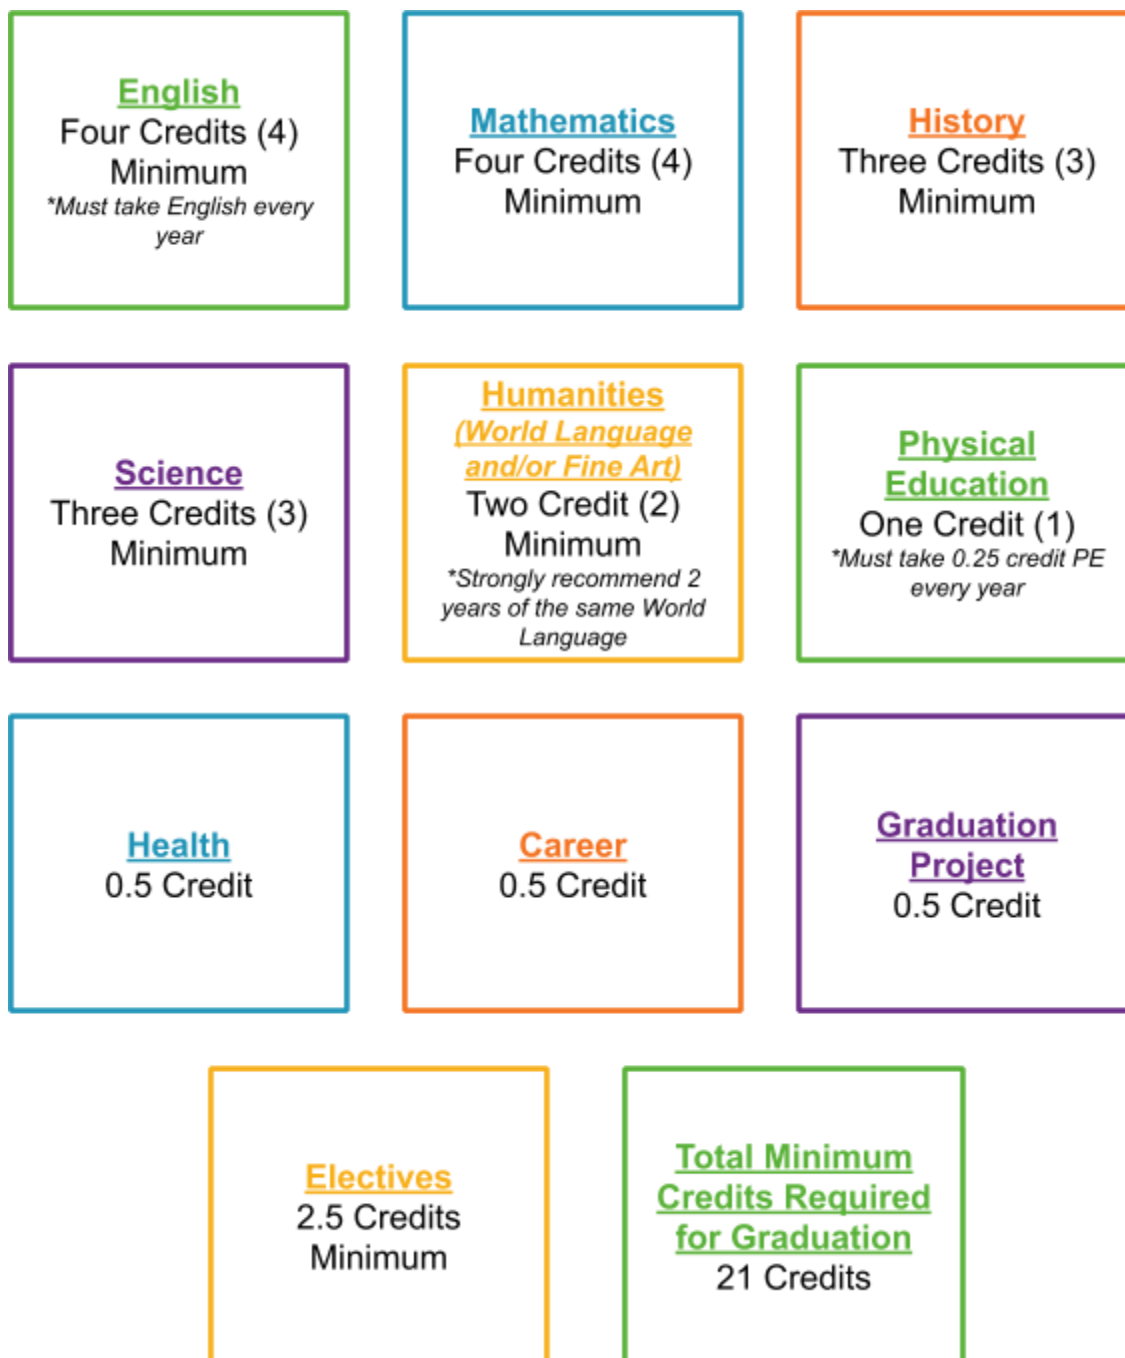 English
Four Credits (4)
Minimum
*Must take English every
year
Mathematics
Four Credits (4)
Minimum
History
Three Credits (3)
Minimum
Science
Three Credits (3)
Minimum
Humanities
(World Language
and/or Fine Art)
Two Credit (2)
Minimum
*Strongly recommend 2
years of the same World
Language
Physical
Education
One Credit (1)
*Must take 0.25 credit PE
every year
Health
0.5 Credit
Career
0.5 Credit
Graduation
Project
0.5 Credit
Electives
2.5 Credits
Minimum
Total Minimum
Credits Required
for Graduation
21 Credits